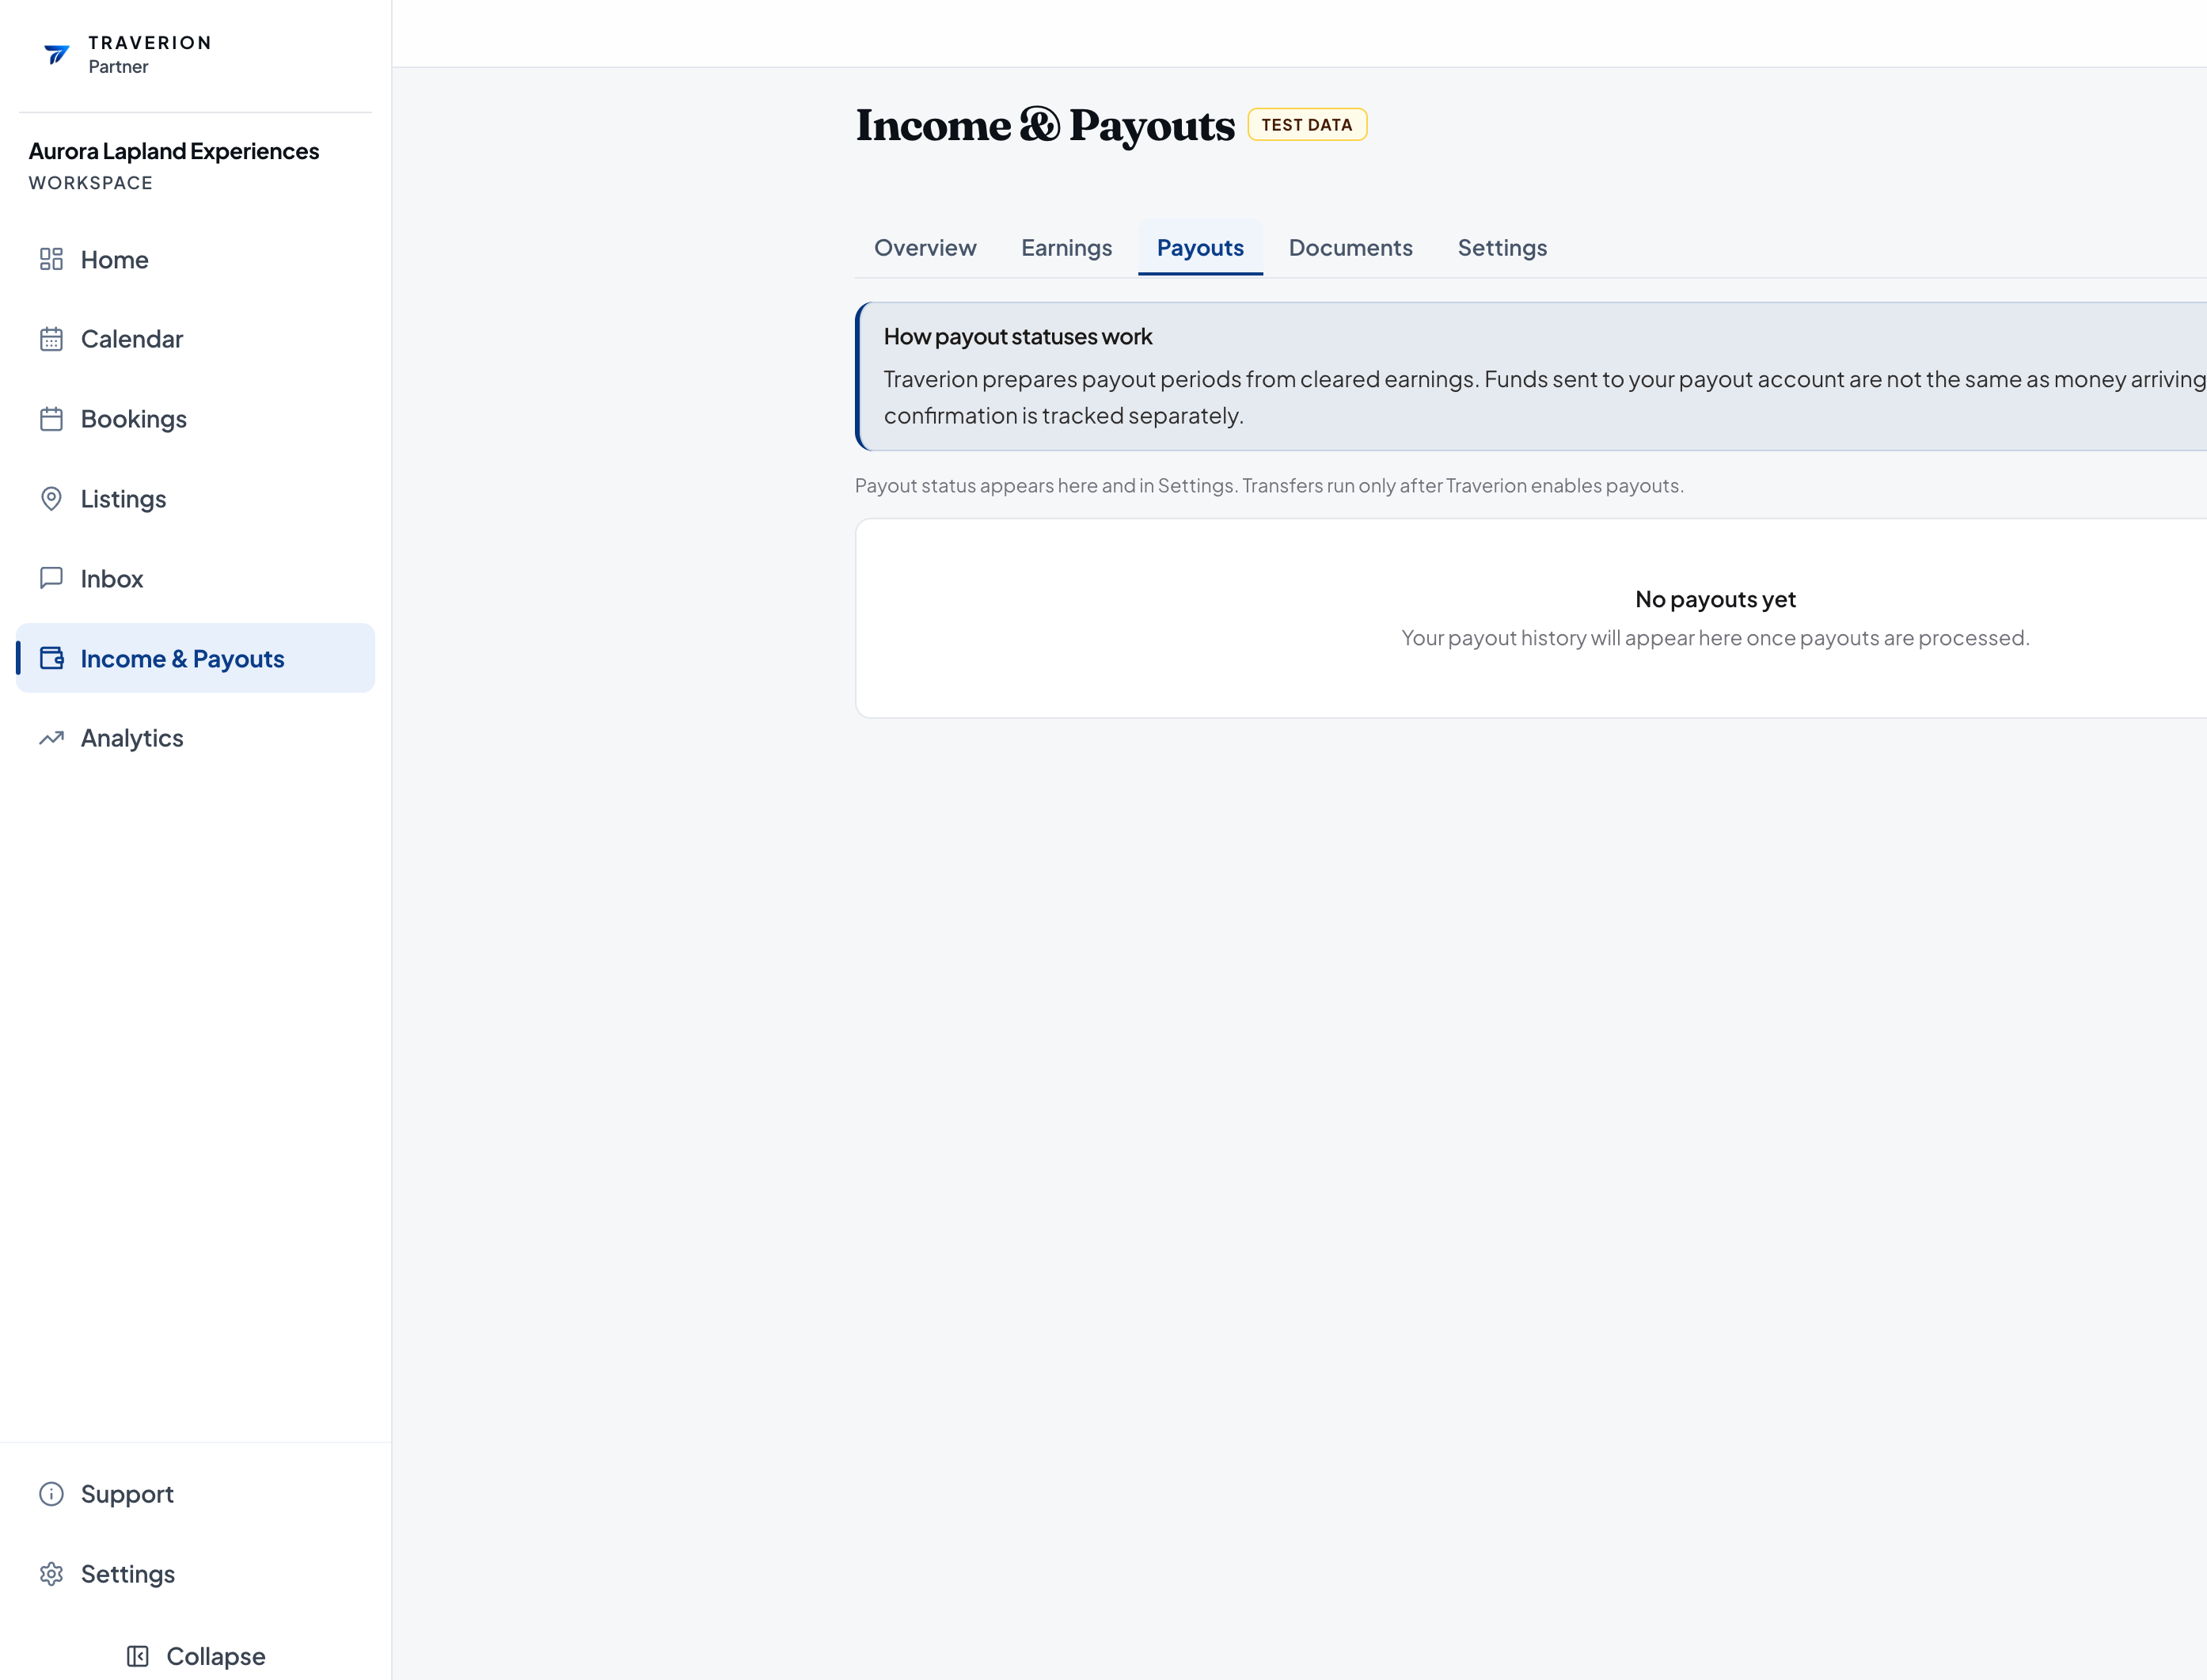 TRAVERION
Partner
Aurora Lapland Experiences
WORKSPACE
Home
Calendar
Bookings
Listings
Inbox
Income & Payouts
Analytics
Support
Settings
Collapse
Income & Payouts TEST DATA
Overview Earnings Payouts Documents Settings
How payout statuses work
Traverion prepares payout periods from cleared earnings. Funds sent to your payout account are not the same as money arriving
confirmation is tracked separately.
Payout status appears here and in Settings. Transfers run only after Traverion enables payouts.
No payouts yet
Your payout history will appear here once payouts are processed.